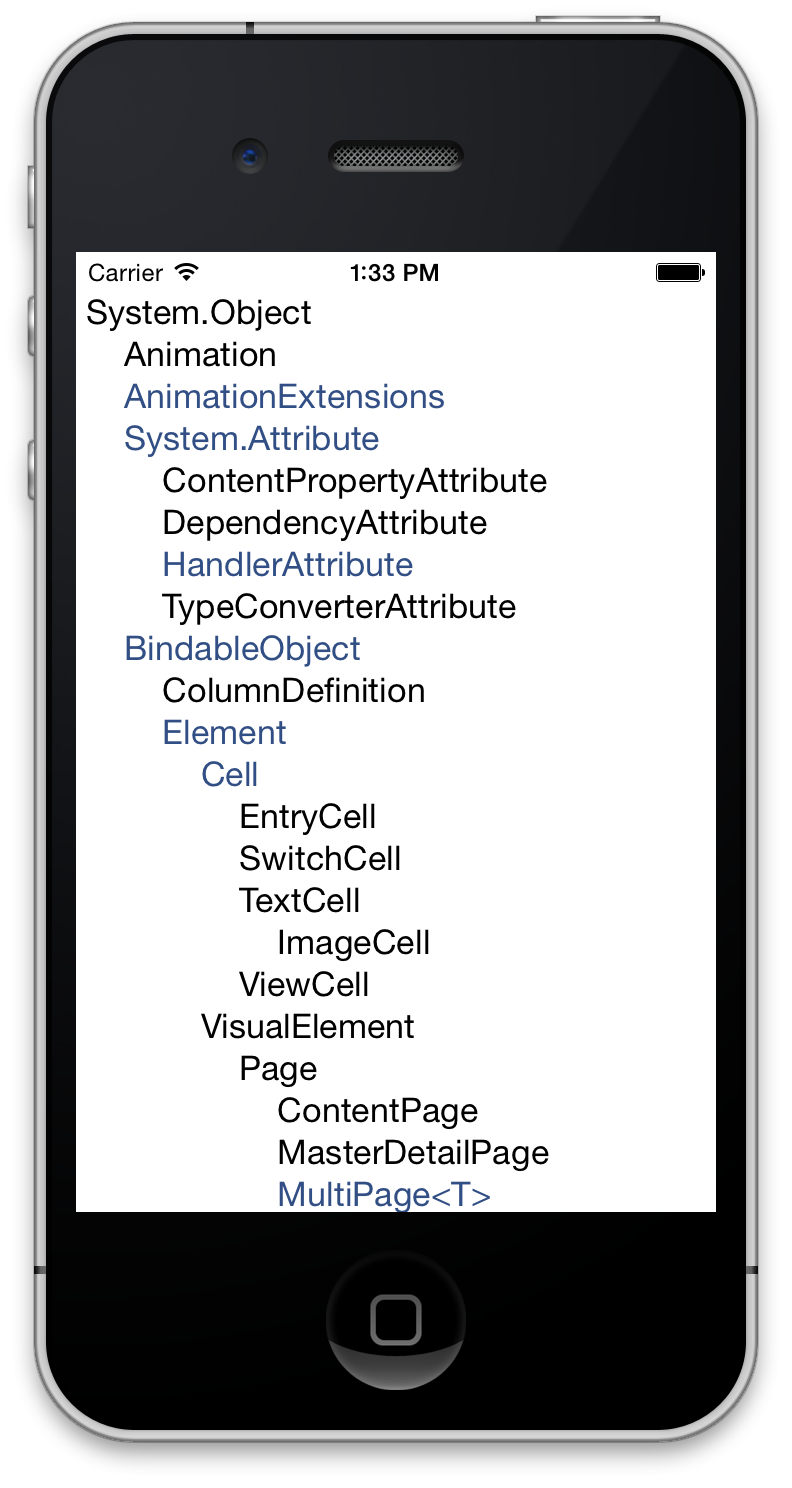 Carrier 1:33 PM
System.Object
Animation
AnimationExtensions
System.Attribute
ContentPropertyAttribute
DependencyAttribute
HandlerAttribute
TypeConverterAttribute
BindableObject
ColumnDefinition
Element
Cell
EntryCell
SwitchCell
TextCell
ImageCell
ViewCell
VisualElement
Page
ContentPage
MasterDetailPage
MultiPage<T>